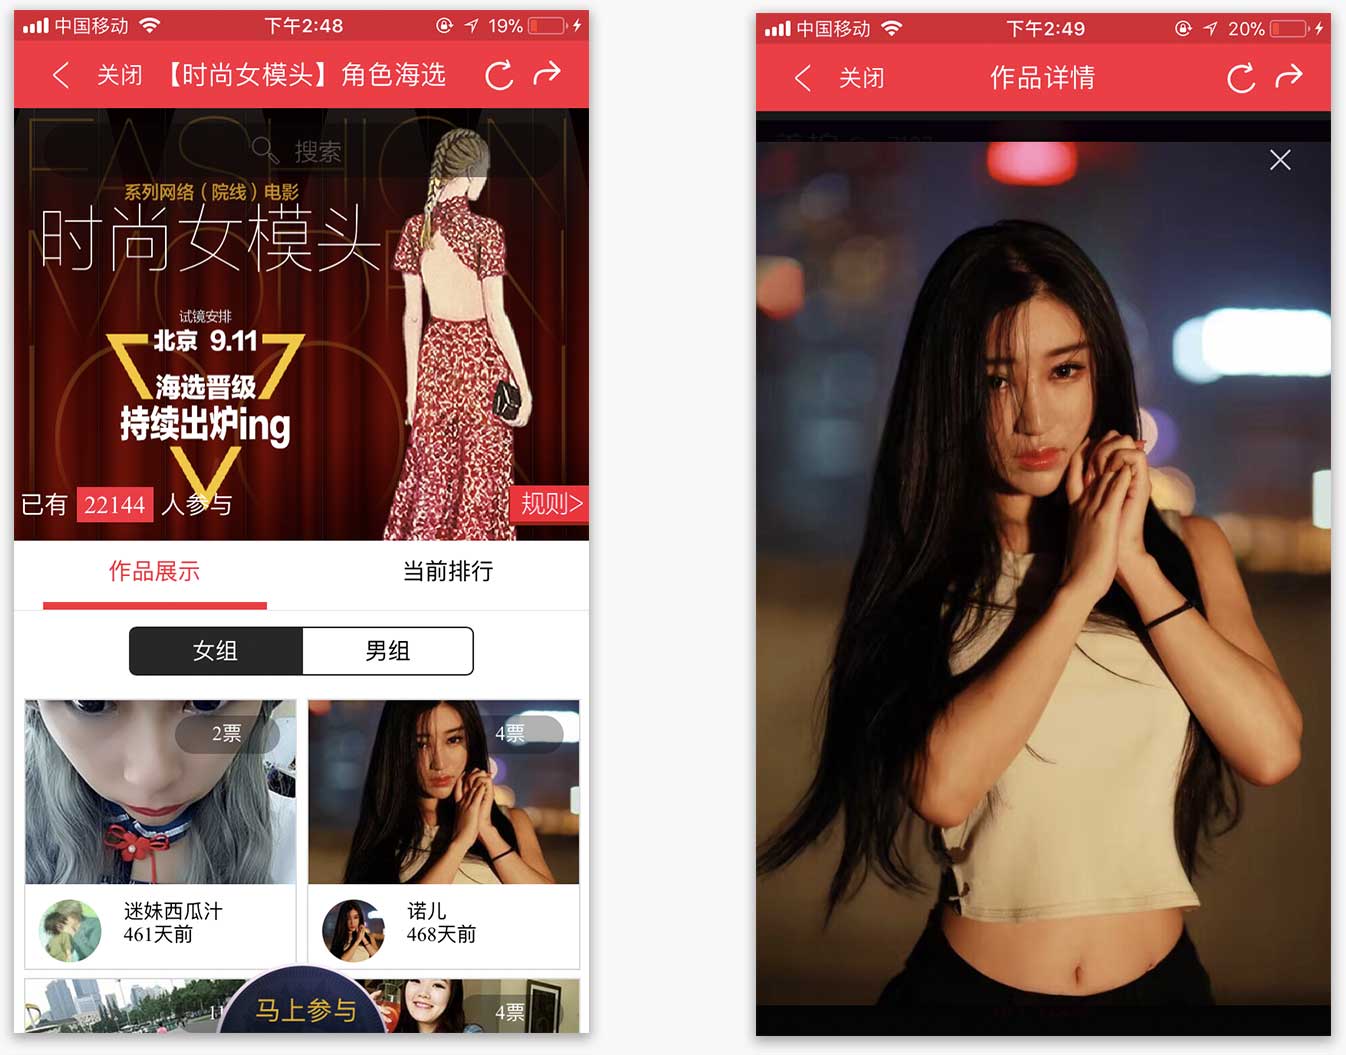 中国移动 下午2:48 19%
关闭 【时尚女模头】角色海选
FASHION
搜索
系列网络（院线）电影
时尚女模头
试镜安排
北京 9.11
海选晋级
持续出炉ing
已有 22144 人参与
规则>
作品展示 当前排行
女组 男组
2票
4票
迷妹西瓜汁
461天前
诺儿
468天前
马上参与
4票
中国移动 下午2:49 20%
关闭 作品详情